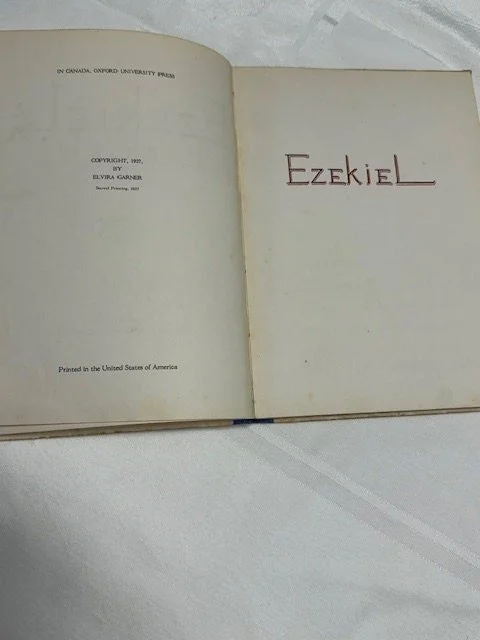 IN CANADA, OXFORD UNIVERSITY PRESS
COPYRIGHT, 1937,
BY
ELVIRA GARNER
Second Printing, 1937
Printed in the United States of America
EZEKIEL